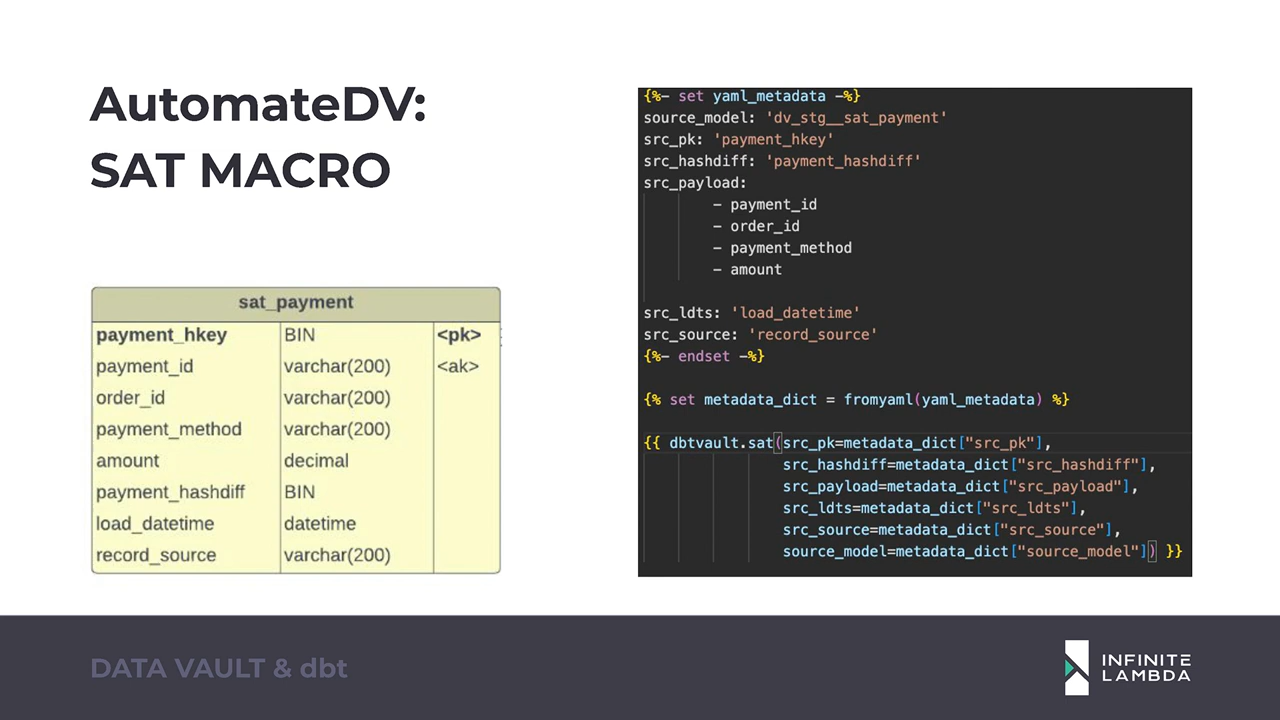 AutomateDV:
SAT MACRO
sat_payment
payment_hkey BIN <pk>
payment_id varchar(200) <ak>
order_id varchar(200)
payment_method varchar(200)
amount decimal
payment_hashdiff BIN
load_datetime datetime
record_source varchar(200)
{%- set yaml_metadata -%}
source_model: 'dv_stg__sat_payment'
src_pk: 'payment_hkey'
src_hashdiff: 'payment_hashdiff'
src_payload:
- payment_id
- order_id
- payment_method
- amount
src_ldts: 'load_datetime'
src_source: 'record_source'
{%- endset -%}
{% set metadata_dict = fromyaml(yaml_metadata) %}
{{ dbtvault.sat(src_pk=metadata_dict["src_pk"],
src_hashdiff=metadata_dict["src_hashdiff"],
src_payload=metadata_dict["src_payload"],
src_ldts=metadata_dict["src_ldts"],
src_source=metadata_dict["src_source"],
source_model=metadata_dict["source_model"]) }}
DATA VAULT & dbt
INFINITE
LAMBDA